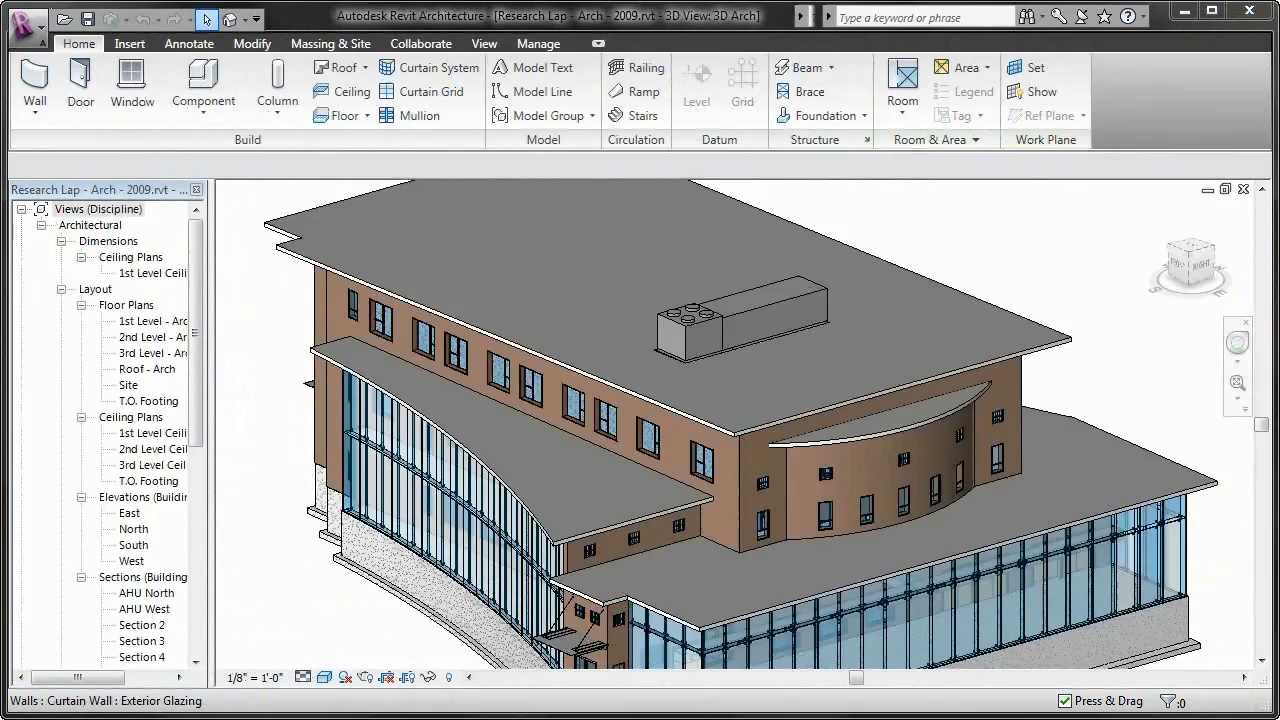 Autodesk Revit Architecture - [Research Lap - Arch - 2009.rvt - 3D View: 3D Arch]
Type a keyword or phrase
Home Insert Annotate Modify Massing & Site Collaborate View Manage
Wall Door Window Component Column
Roof Curtain System
Ceiling Curtain Grid
Floor Mullion
Build
Model Text
Model Line
Model Group
Model
Railing
Ramp
Stairs
Circulation
Level Grid
Datum
Beam
Brace
Foundation
Structure
Room
Area
Legend
Tag
Room & Area
Set
Show
Ref Plane
Work Plane
Research Lap - Arch - 2009.rvt - ...
Views (Discipline)
Architectural
Dimensions
Ceiling Plans
1st Level Ceili
Layout
Floor Plans
1st Level - Arc
2nd Level - Ar
3rd Level - Ar
Roof - Arch
Site
T.O. Footing
Ceiling Plans
1st Level Ceili
2nd Level Ceil
3rd Level Ceil
T.O. Footing
Elevations (Buildin
East
North
South
West
Sections (Building
AHU North
AHU West
Section 2
Section 3
Section 4
RIGHT
S E
1/8" = 1'-0"
Walls : Curtain Wall : Exterior Glazing
Press & Drag
:0